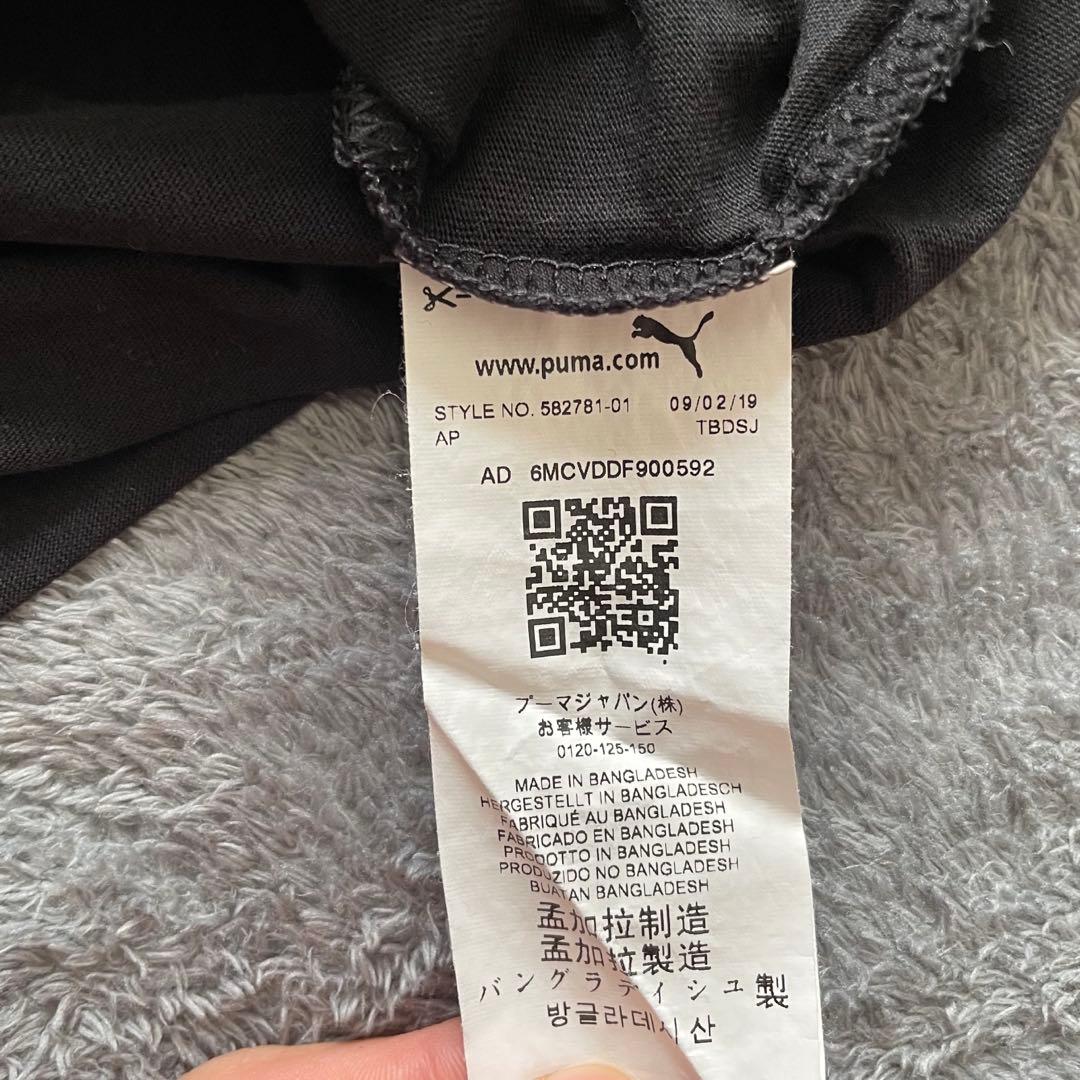 www.puma.com
STYLE NO. 582781-01 09/02/19
AP TBDSJ
AD 6MCVDDF900592
プーマジャパン(株)
お客様サービス
0120-125-150
MADE IN BANGLADESH
HERGESTELLT IN BANGLADESCH
FABRIQUÉ AU BANGLADESH
FABRICADO EN BANGLADESH
PRODOTTO IN BANGLADESH
PRODUZIDO NO BANGLADESH
BUATAN BANGLADESH
孟加拉制造
孟加拉製造
バングラディシュ製
방글라데시산